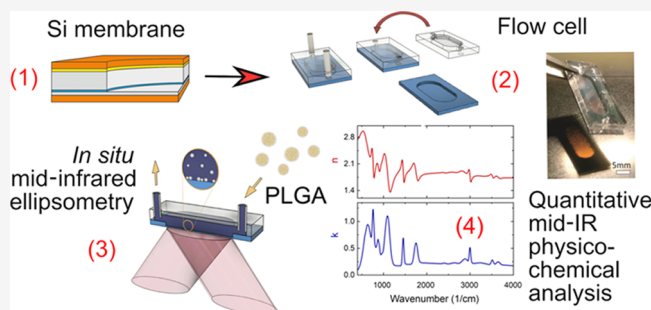 Si membrane
(1)
Flow cell
(2)
5mm
In situ
mid-infrared
ellipsometry
(3)
PLGA
2.8
2.1
1.4
n
1.0
0.5
0.0
k
(4)
1000
2000
3000
4000
Wavenumber (1/cm)
Quantitative
mid-IR
physico-
chemical
analysis